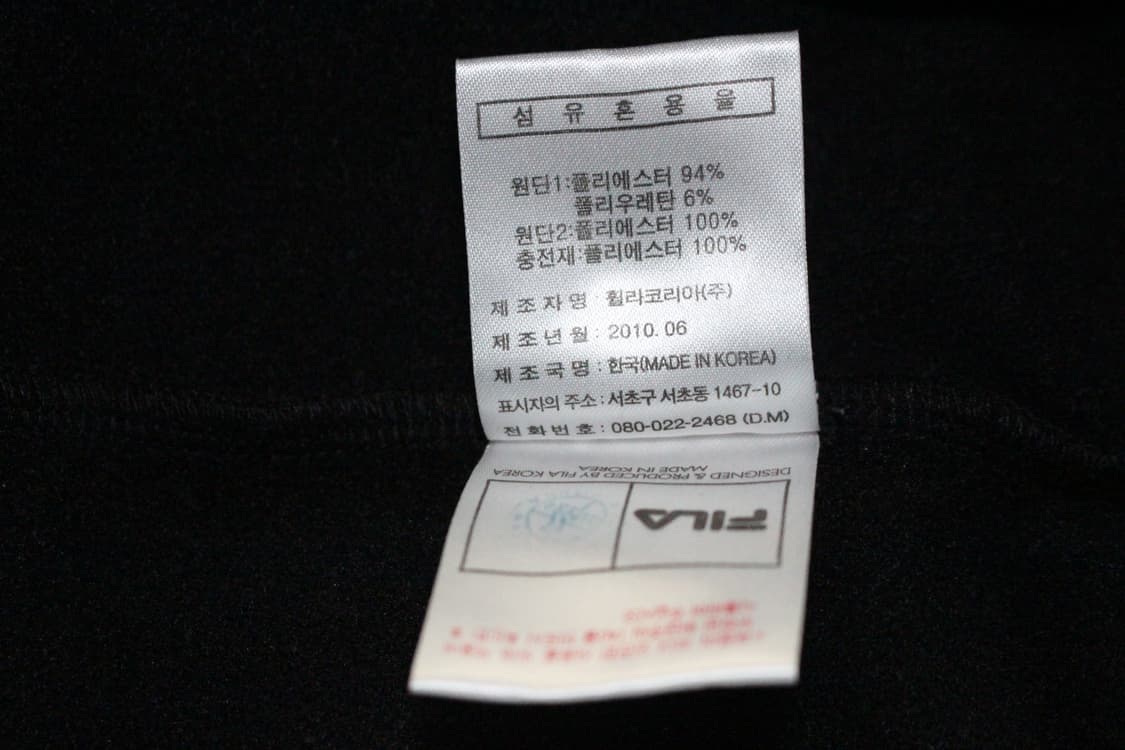 섬 유 혼 용 율
원단1:폴리에스터 94%
폴리우레탄 6%
원단2:폴리에스터 100%
충전재:폴리에스터 100%
제 조 자 명 : 휠라코리아(주)
제 조 년 월 : 2010. 06
제 조 국 명 : 한국(MADE IN KOREA)
표시자의 주소 : 서초구 서초동 1467-10
전 화 번 호 : 080-022-2468 (D.M)
DESIGNED & PRODUCED BY FILA KOREA
MADE IN KOREA
FILA